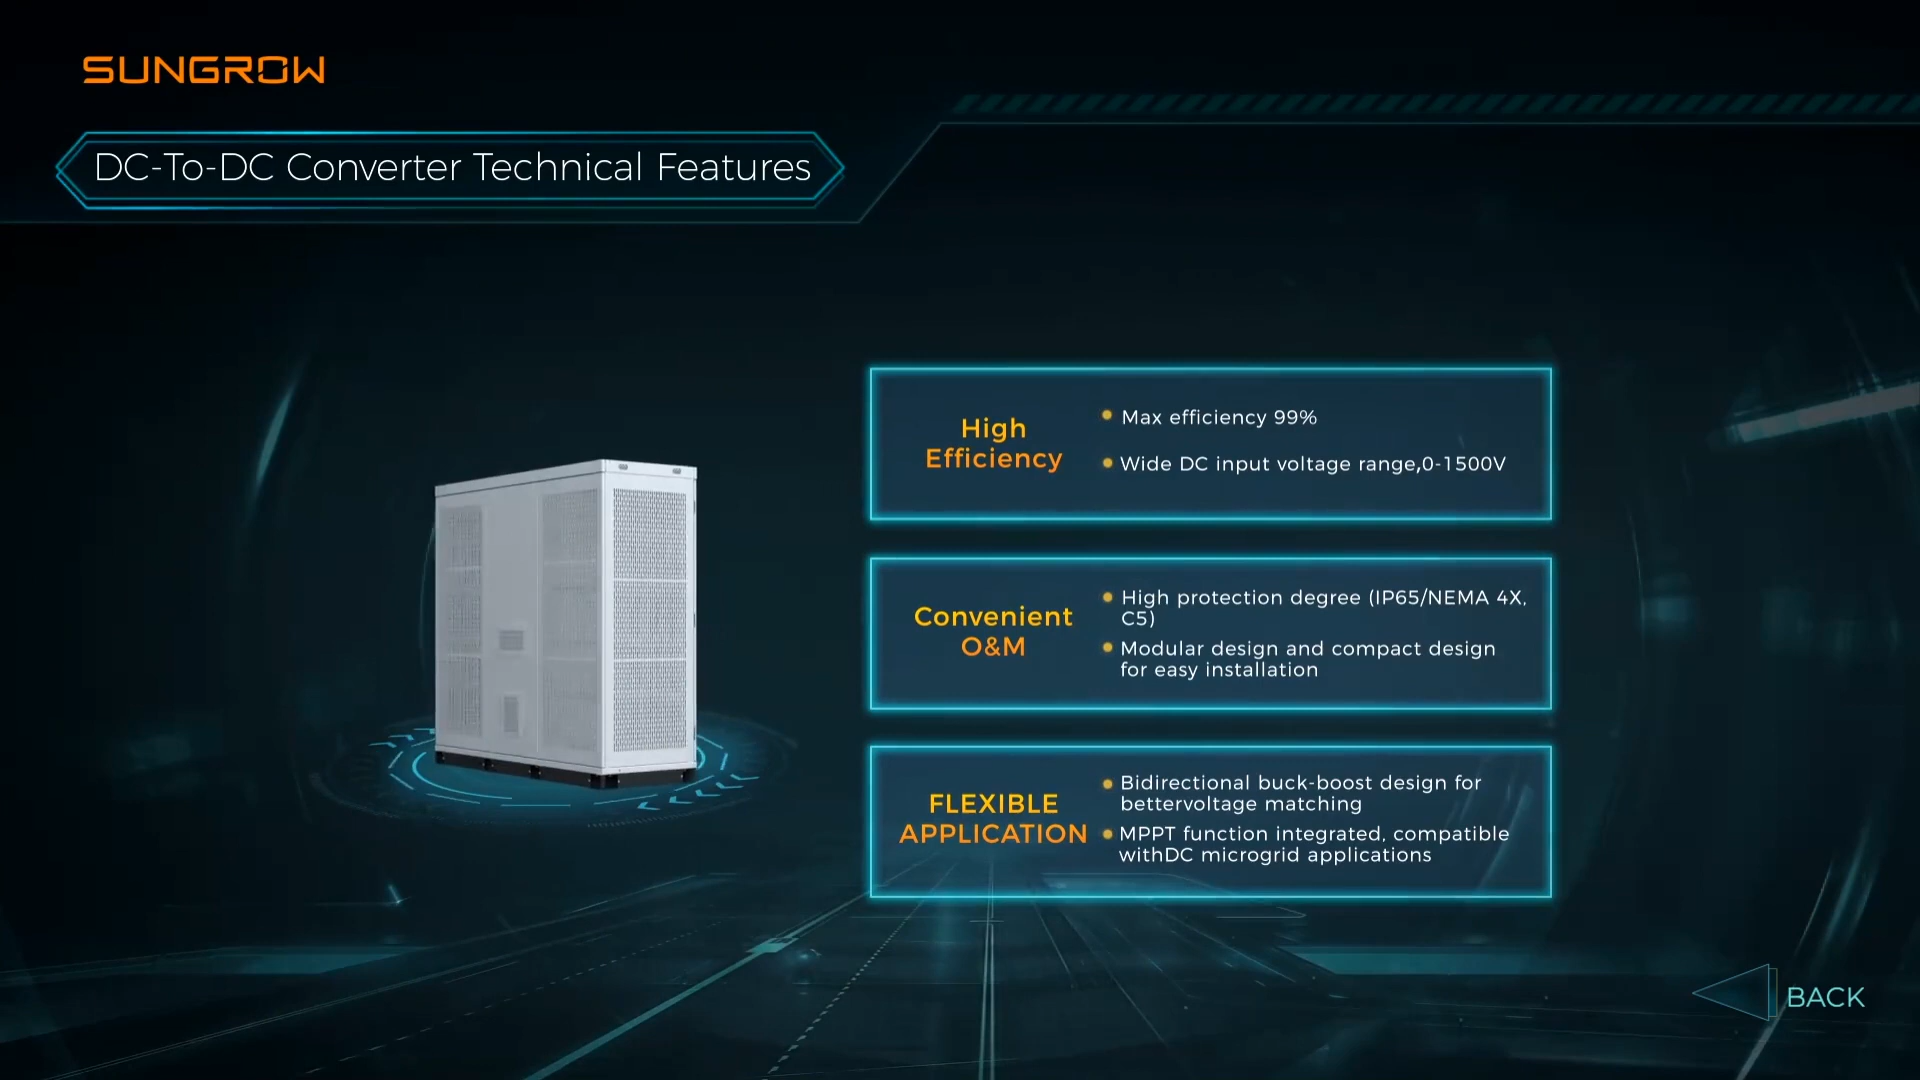 SUNGROW
DC-To-DC Converter Technical Features
High
Efficiency
Max efficiency 99%
Wide DC input voltage range,0-1500V
Convenient
O&M
High protection degree (IP65/NEMA 4X,
C5)
Modular design and compact design
for easy installation
FLEXIBLE
APPLICATION
Bidirectional buck-boost design for
bettervoltage matching
MPPT function integrated, compatible
withDC microgrid applications
BACK